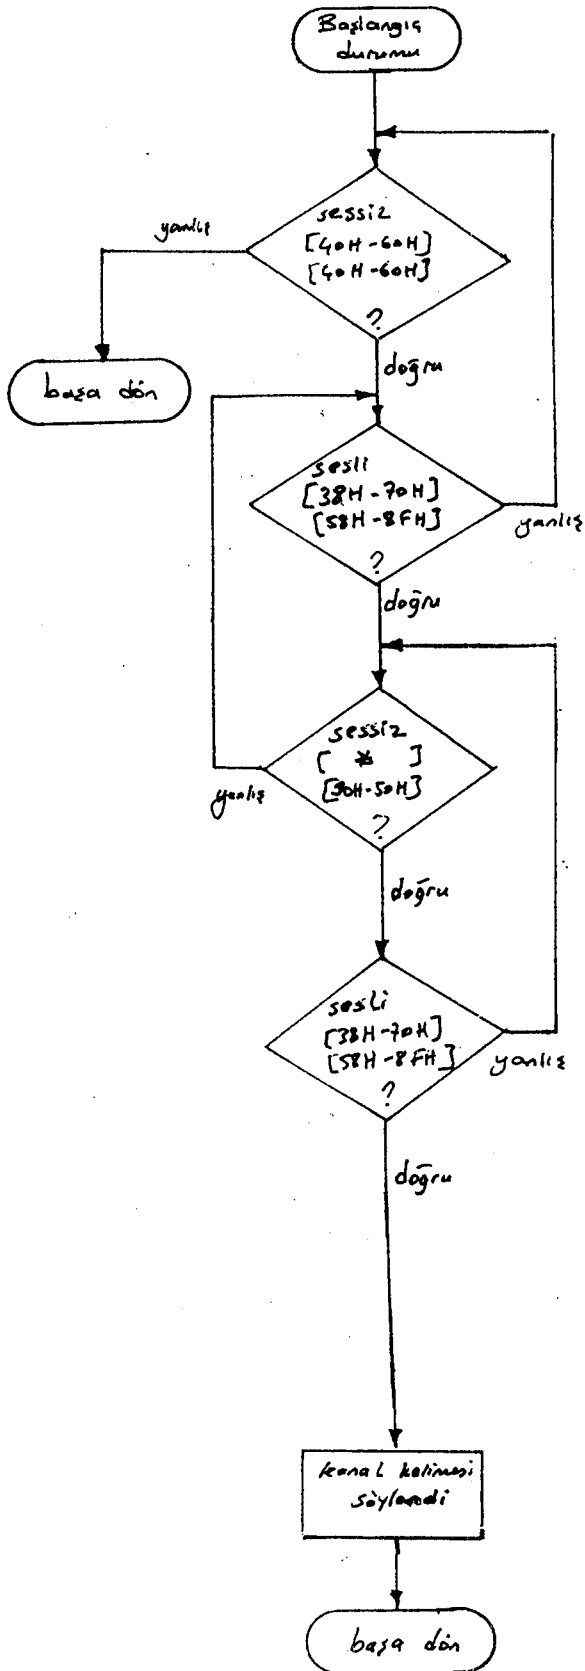 Başlangıç
durumu
yanlış
sessiz
[40H-60H]
[40H-60H]
?
doğru
başa dön
sesli
[38H-70H]
[58H-8FH]
?
yanlış
doğru
sessiz
[ * ]
[30H-50H]
?
yanlış
doğru
sesli
[38H-70H]
[58H-8FH]
?
yanlış
doğru
kanal kelimesi
söylendi
başa dön